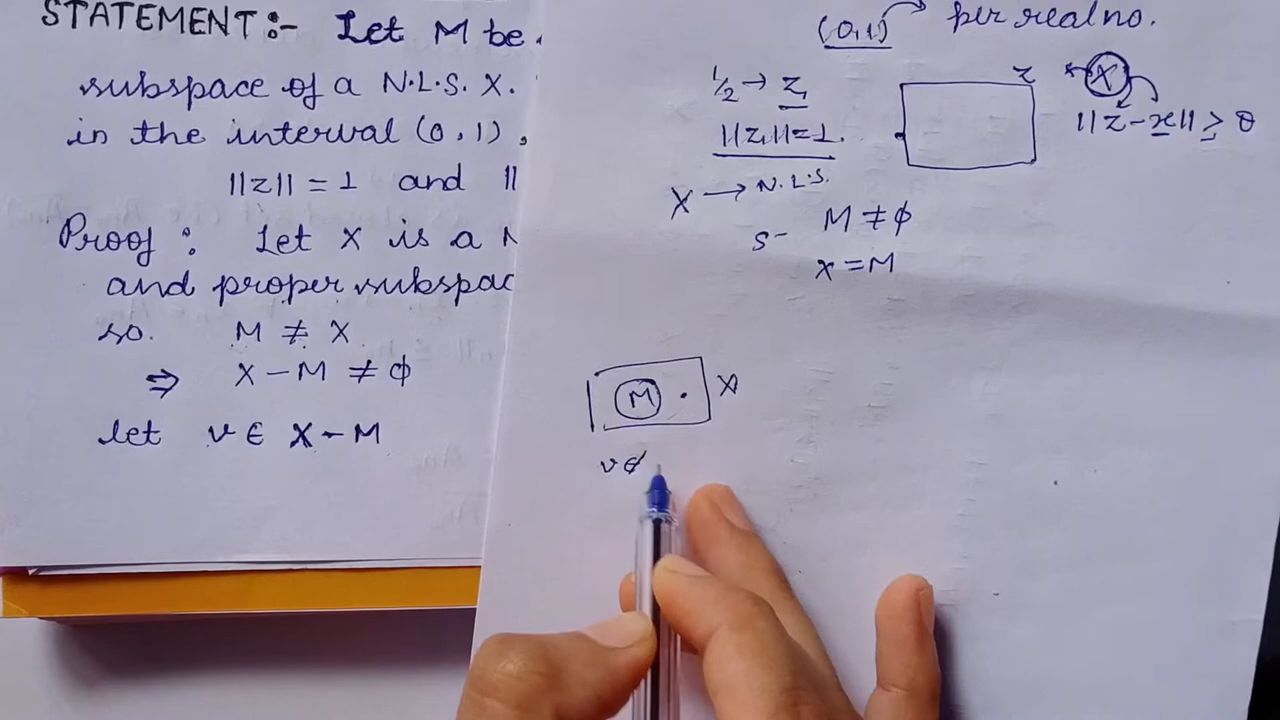 STATEMENT :- Let M be
subspace of a N.L.S. X.
in the interval (0,1),
||z|| = 1 and ||
Proof : Let X is a N
and proper subspac
so. M ≠ X
⇒ X - M ≠ ϕ
let v ∈ X - M
(0,1) → per real no.
1/2 → z₁
||z₁|| = 1.
X → N.L.S.
S- M ≠ ϕ
x = M
z
X
||z - x|| ≥ θ
M
X
v ∉